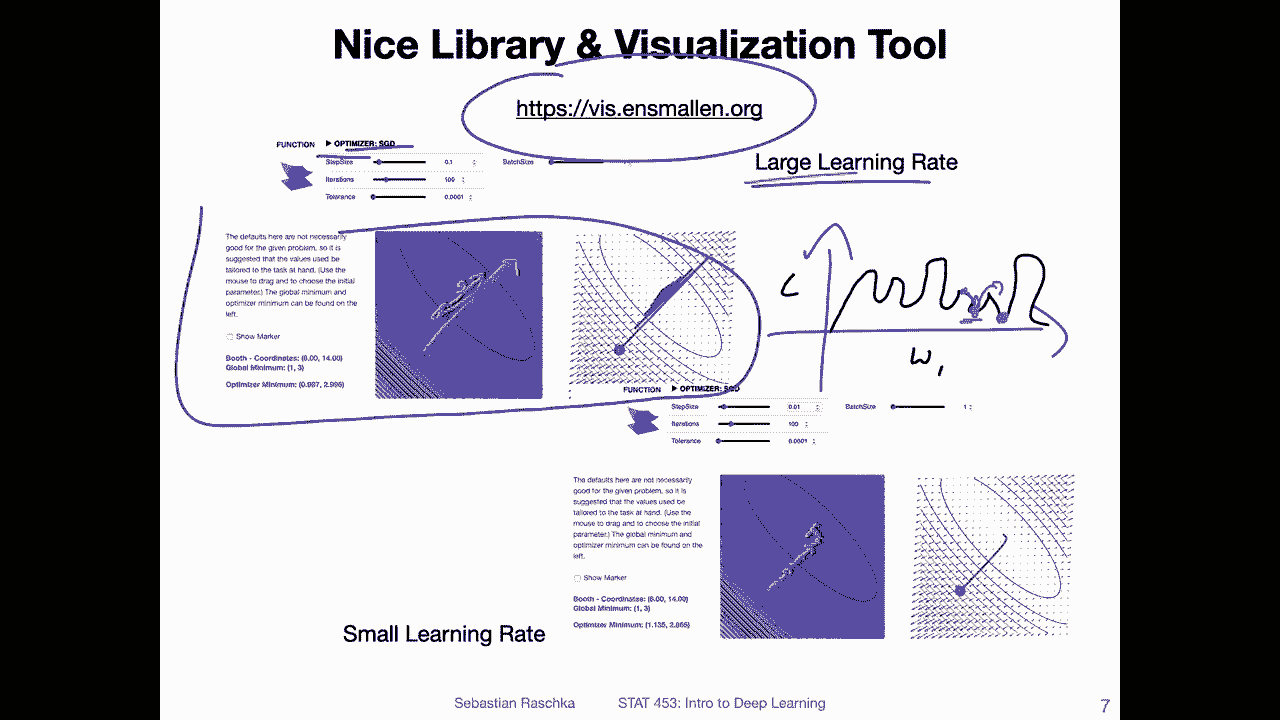 Nice Library & Visualization Tool
https://vis.ensmallen.org
FUNCTION ▶ OPTIMIZER: SGD
StepSize 0.1 BatchSize
Iterations 100
Tolerance 0.0001
Large Learning Rate
The defaults here are not necessarily
good for the given problem, so it is
suggested that the values used be
tailored to the task at hand. (Use the
mouse to drag and to choose the initial
parameter.) The global minimum and
optimizer minimum can be found on the
left.
Show Marker
Booth - Coordinates: (6.00, 14.00)
Global Minimum: (1, 3)
Optimizer Minimum: (0.997, 2.996)
L
W1
FUNCTION ▶ OPTIMIZER: SGD
StepSize 0.01 BatchSize 1
Iterations 100
Tolerance 0.0001
The defaults here are not necessarily
good for the given problem, so it is
suggested that the values used be
tailored to the task at hand. (Use the
mouse to drag and to choose the initial
parameter.) The global minimum and
optimizer minimum can be found on the
left.
Show Marker
Booth - Coordinates: (6.00, 14.00)
Global Minimum: (1, 3)
Optimizer Minimum: (1.135, 2.865)
Small Learning Rate
Sebastian Raschka STAT 453: Intro to Deep Learning 7